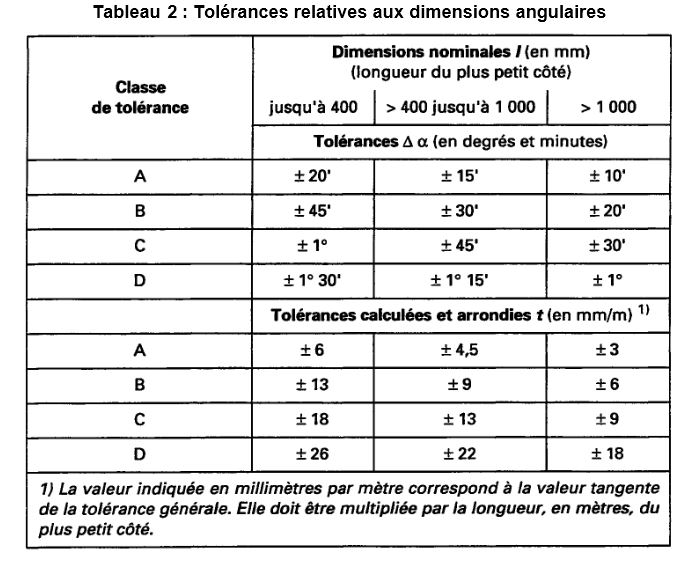 Tableau 2 : Tolérances relatives aux dimensions angulaires
Classe
de tolérance
Dimensions nominales l (en mm)
(longueur du plus petit côté)
jusqu'à 400 > 400 jusqu'à 1 000 > 1 000
Tolérances Δ α (en degrés et minutes)
A ± 20' ± 15' ± 10'
B ± 45' ± 30' ± 20'
C ± 1° ± 45' ± 30'
D ± 1° 30' ± 1° 15' ± 1°
Tolérances calculées et arrondies t (en mm/m) 1)
A ± 6 ± 4,5 ± 3
B ± 13 ± 9 ± 6
C ± 18 ± 13 ± 9
D ± 26 ± 22 ± 18
1) La valeur indiquée en millimètres par mètre correspond à la valeur tangente
de la tolérance générale. Elle doit être multipliée par la longueur, en mètres, du
plus petit côté.